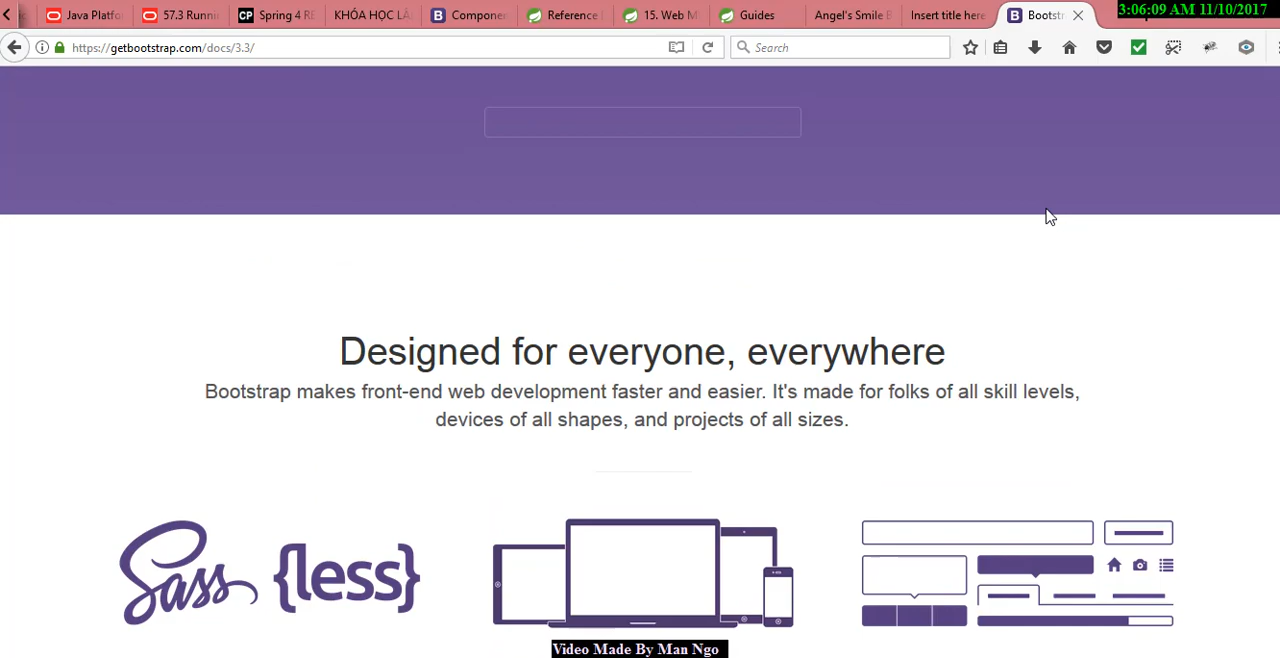 Java Platfo
57.3 Runni
CP Spring 4 RE
KHÓA HỌC LẬ
B Componen
Reference
15. Web M
Guides
Angel's Smile B
Insert title here
B Bootstr
3:06:09 AM 11/10/2017
https://getbootstrap.com/docs/3.3/
Search
Designed for everyone, everywhere
Bootstrap makes front-end web development faster and easier. It's made for folks of all skill levels,
devices of all shapes, and projects of all sizes.
Sass {less}
Video Made By Man Ngo